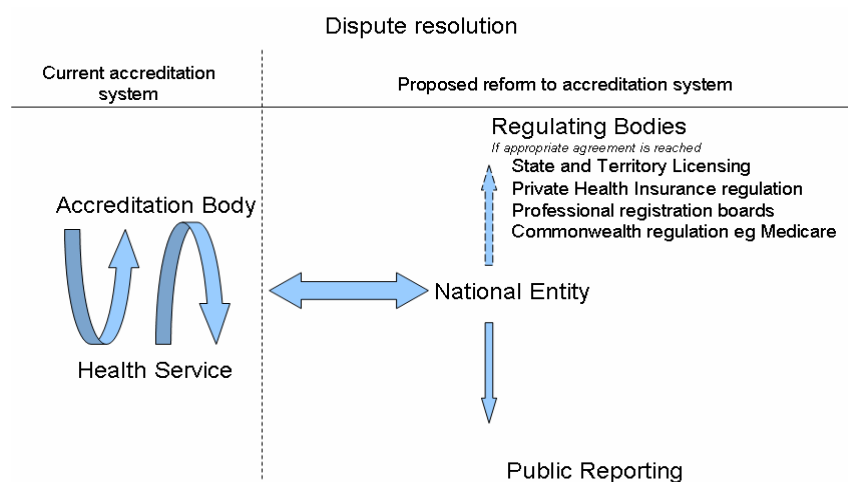 Dispute resolution
Current accreditation
system
Proposed reform to accreditation system
Accreditation Body
Health Service
Regulating Bodies
If appropriate agreement is reached
State and Territory Licensing
Private Health Insurance regulation
Professional registration boards
Commonwealth regulation eg Medicare
National Entity
Public Reporting